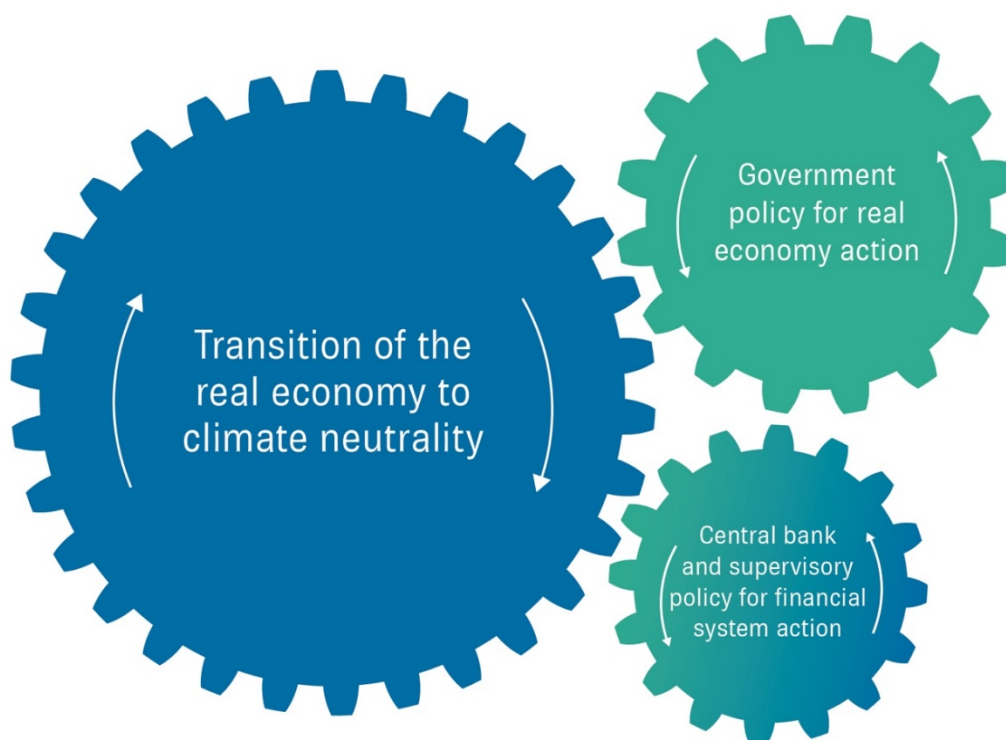 Transition of the
real economy to
climate neutrality
Government
policy for real
economy action
Central bank
and supervisory
policy for financial
system action